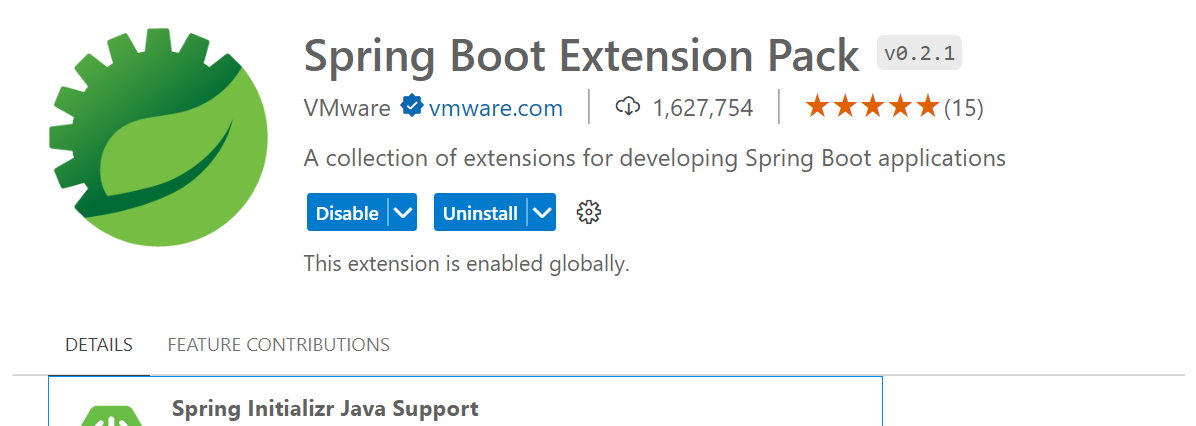 Spring Boot Extension Pack v0.2.1
VMware vmware.com 1,627,754 (15)
A collection of extensions for developing Spring Boot applications
Disable Uninstall
This extension is enabled globally.
DETAILS FEATURE CONTRIBUTIONS
Spring Initializr Java Support